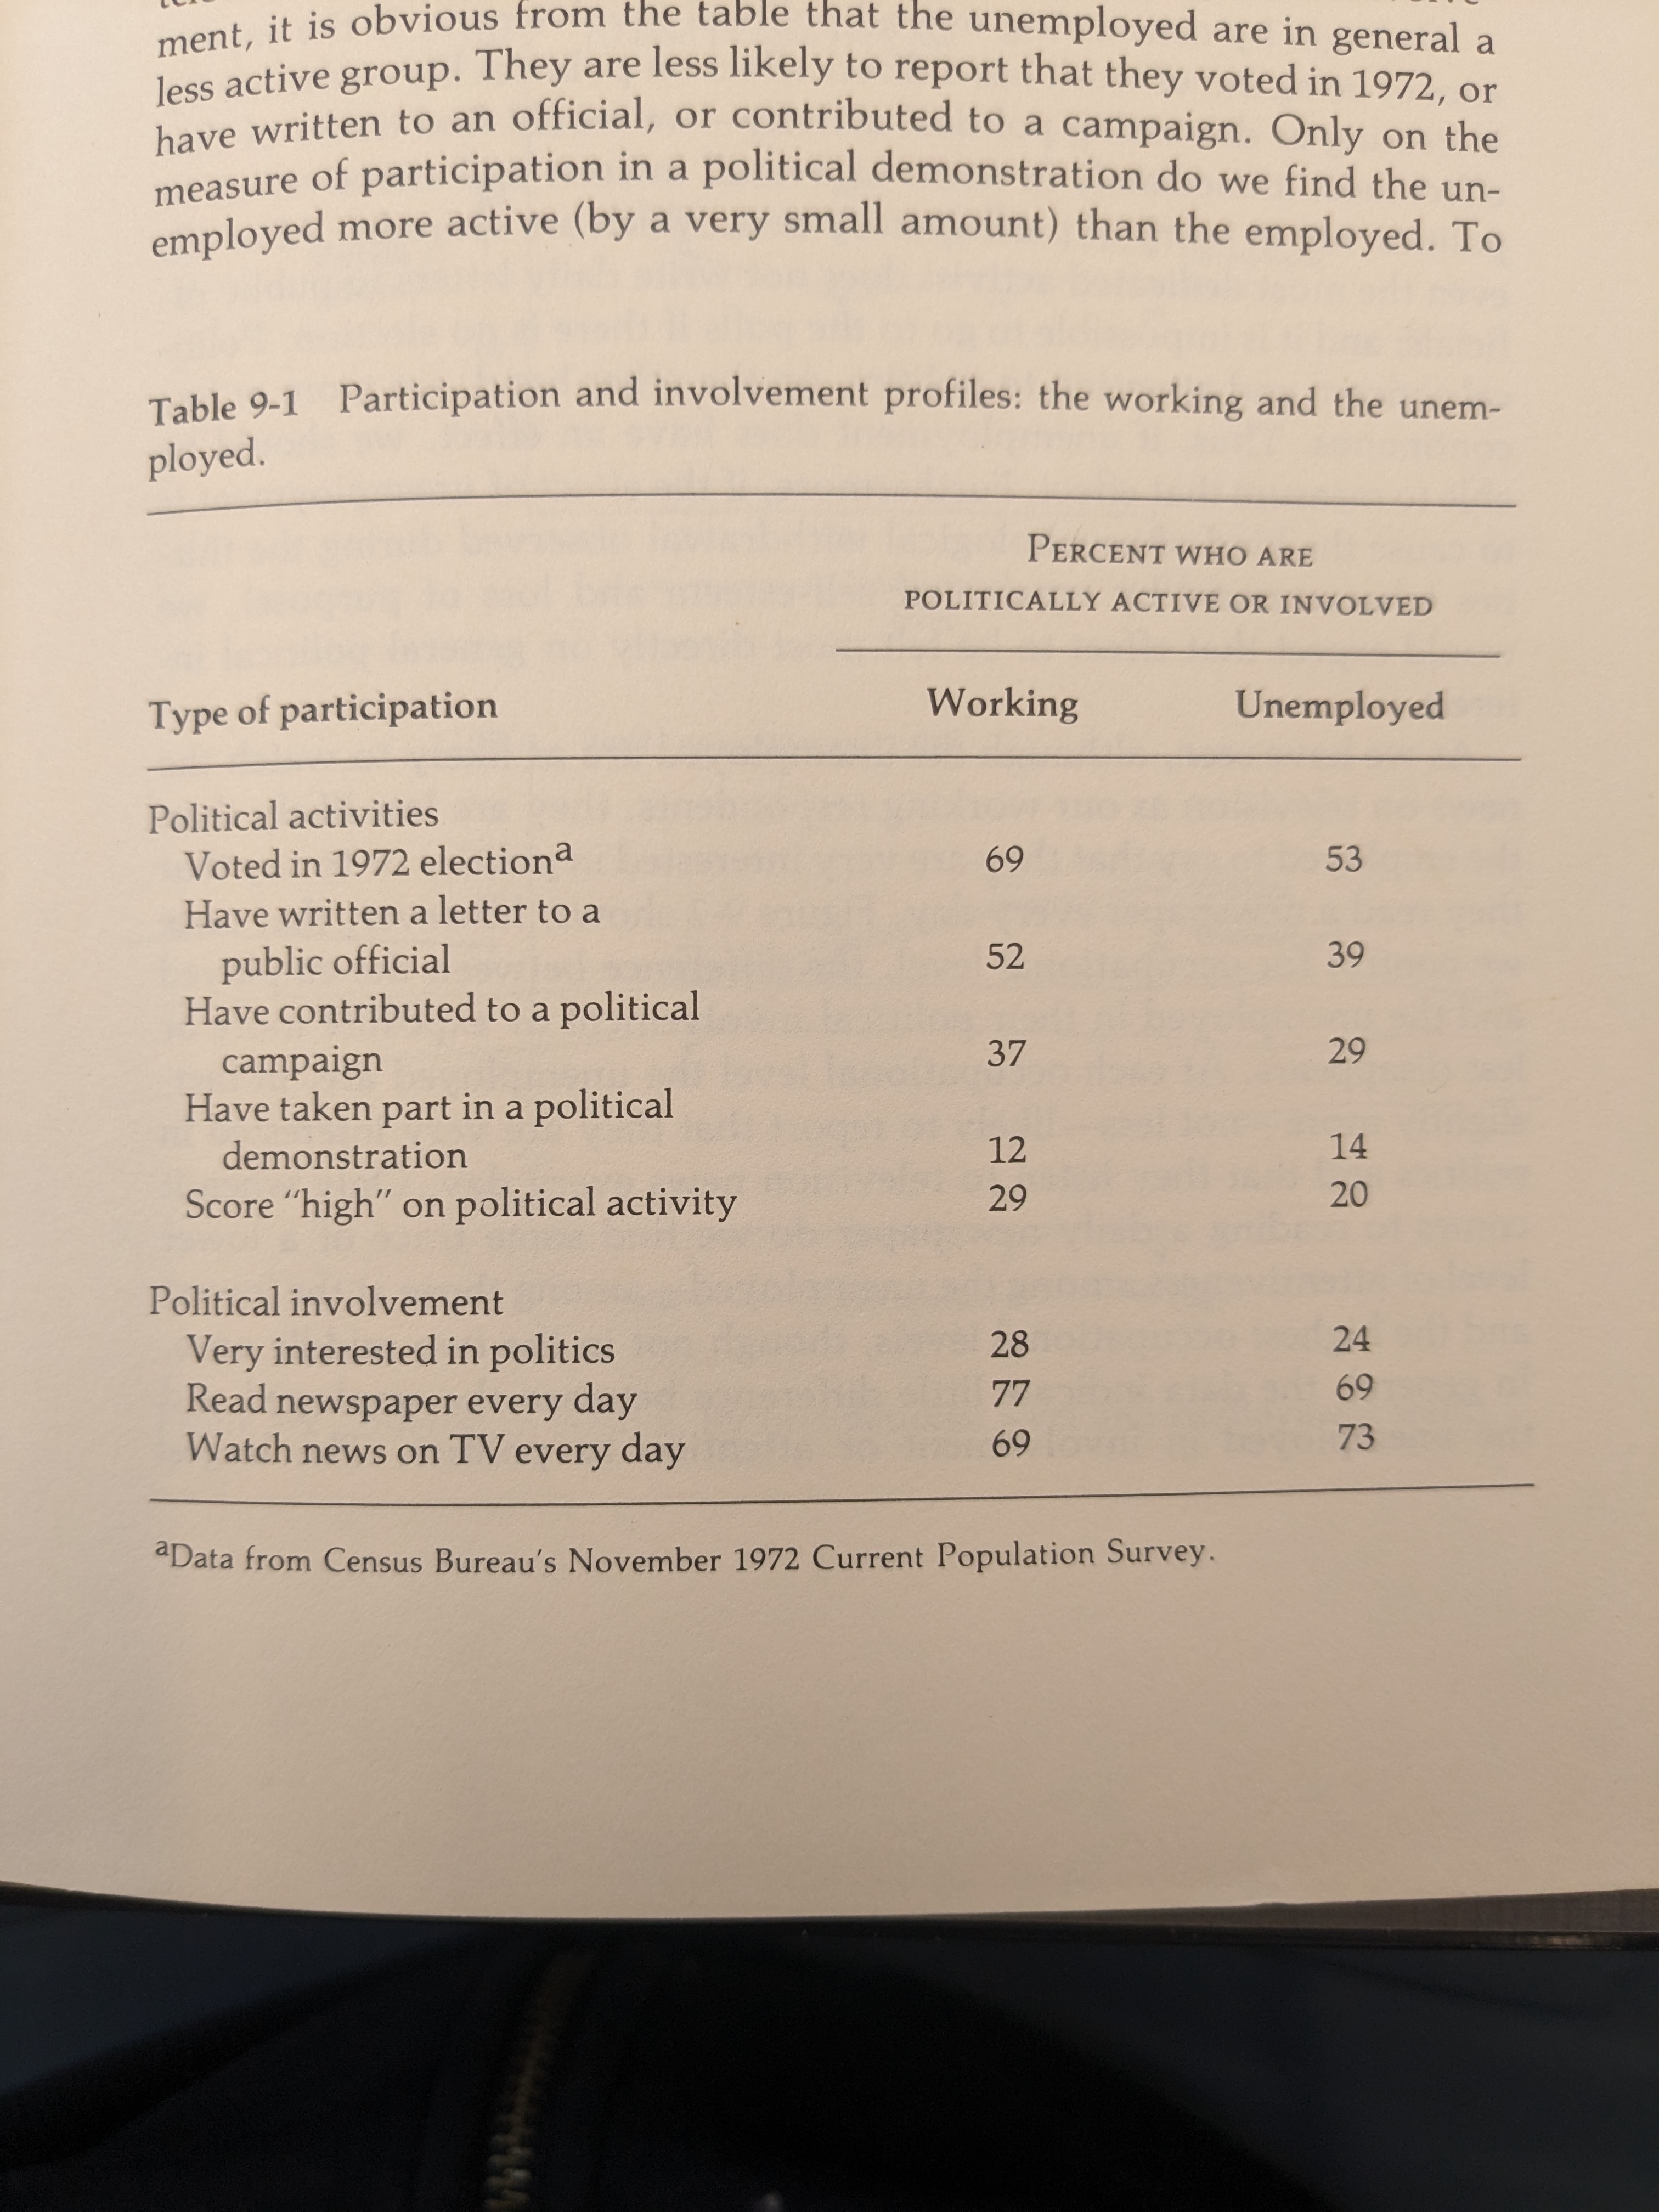 ment, it is obvious from the table that the unemployed are in general a
less active group. They are less likely to report that they voted in 1972, or
have written to an official, or contributed to a campaign. Only on the
measure of participation in a political demonstration do we find the un-
employed more active (by a very small amount) than the employed. To
Table 9-1 Participation and involvement profiles: the working and the unem-
ployed.
PERCENT WHO ARE
POLITICALLY ACTIVE OR INVOLVED
Type of participation Working Unemployed
Political activities
Voted in 1972 electionª 69 53
Have written a letter to a
public official 52 39
Have contributed to a political
campaign 37 29
Have taken part in a political
demonstration 12 14
Score “high” on political activity 29 20
Political involvement
Very interested in politics 28 24
Read newspaper every day 77 69
Watch news on TV every day 69 73
ªData from Census Bureau's November 1972 Current Population Survey.